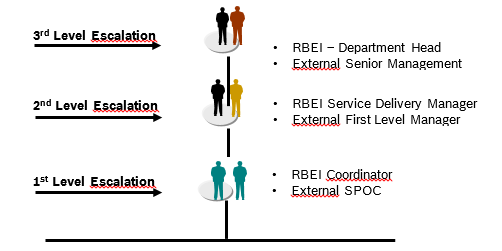 3rd Level Escalation
• RBEI – Department Head
• External Senior Management
2nd Level Escalation
• RBEI Service Delivery Manager
• External First Level Manager
1st Level Escalation
• RBEI Coordinator
• External SPOC